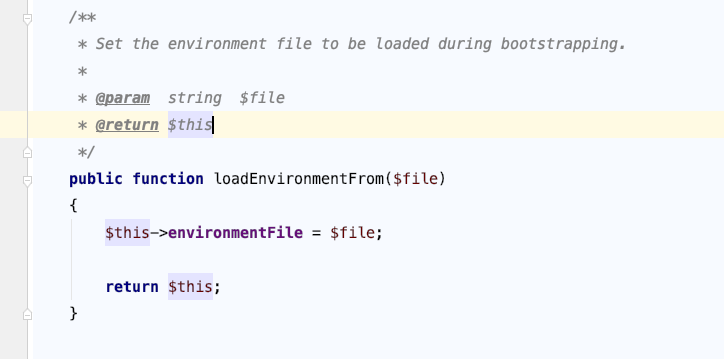 /**
 * Set the environment file to be loaded during bootstrapping.
 *
 * @param  string  $file
 * @return $this
 */
public function loadEnvironmentFrom($file)
{
    $this->environmentFile = $file;

    return $this;
}